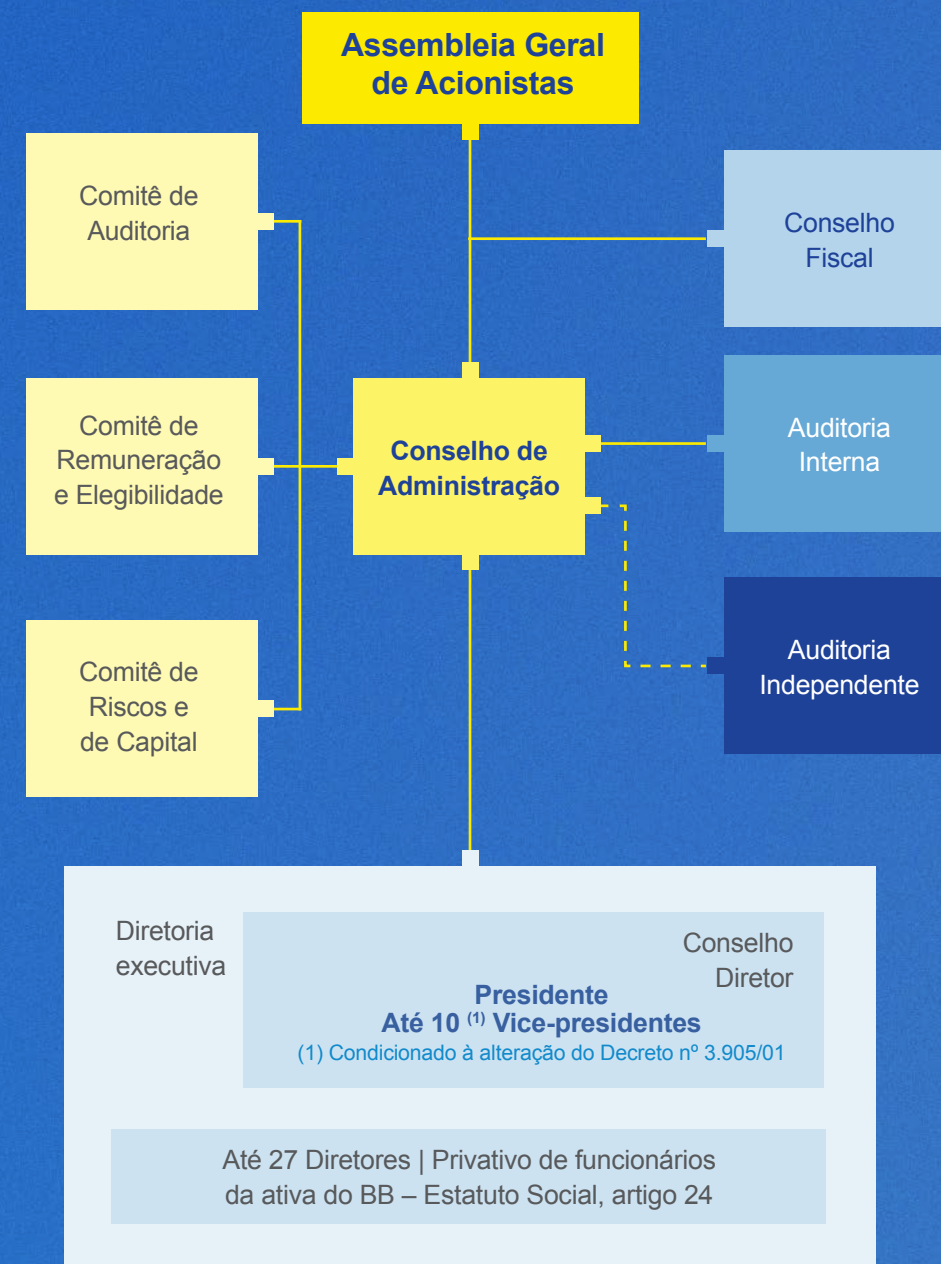 Assembleia Geral
de Acionistas
Comitê de
Auditoria
Conselho
Fiscal
Comitê de
Remuneração
e Elegibilidade
Conselho de
Administração
Auditoria
Interna
Comitê de
Riscos e
de Capital
Auditoria
Independente
Diretoria
executiva
Conselho
Diretor
Presidente
Até 10 (1) Vice-presidentes
(1) Condicionado à alteração do Decreto nº 3.905/01
Até 27 Diretores | Privativo de funcionários
da ativa do BB – Estatuto Social, artigo 24